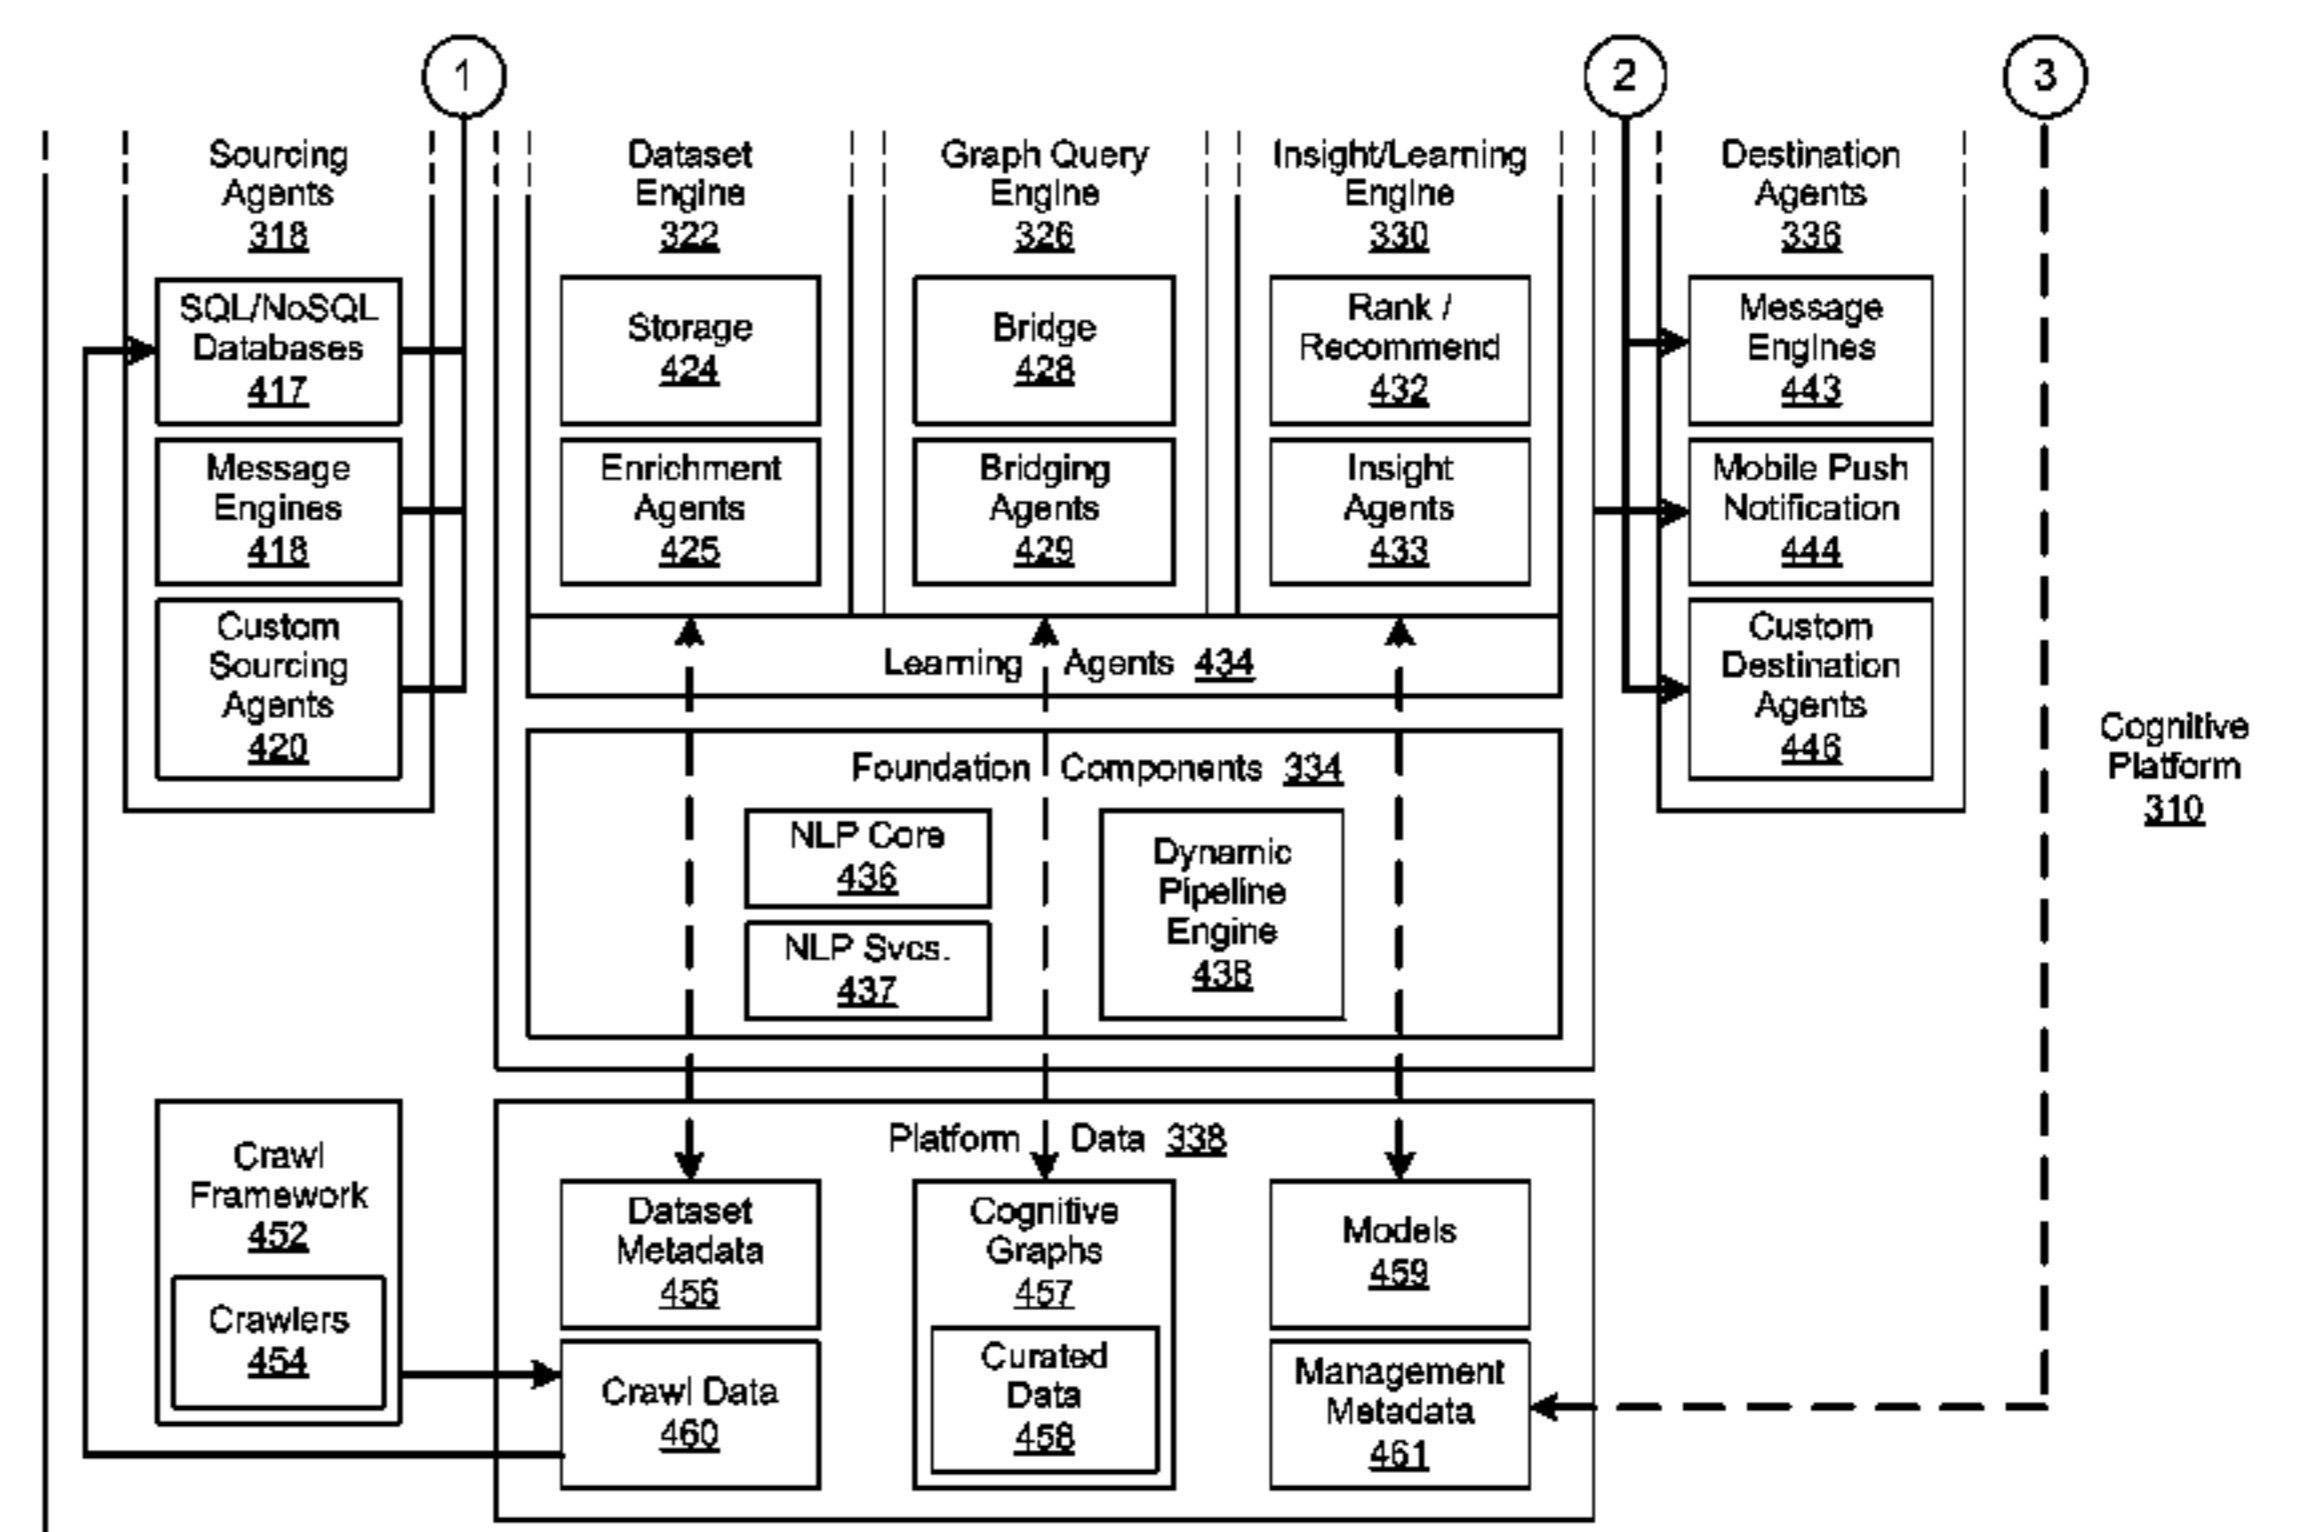 1
2
3
Sourcing
Agents
318
SQL/NoSQL
Databases
417
Message
Engines
418
Custom
Sourcing
Agents
420
Dataset
Engine
322
Storage
424
Enrichment
Agents
425
Graph Query
Engine
326
Bridge
428
Bridging
Agents
429
Insight/Learning
Engine
330
Rank /
Recommend
432
Insight
Agents
433
Destination
Agents
336
Message
Engines
443
Mobile Push
Notification
444
Custom
Destination
Agents
446
Learning Agents 434
Foundation Components 334
NLP Core
436
NLP Svcs.
437
Dynamic
Pipeline
Engine
438
Cognitive
Platform
310
Crawl
Framework
452
Crawlers
454
Platform Data 338
Dataset
Metadata
456
Crawl Data
460
Cognitive
Graphs
457
Curated
Data
458
Models
459
Management
Metadata
461